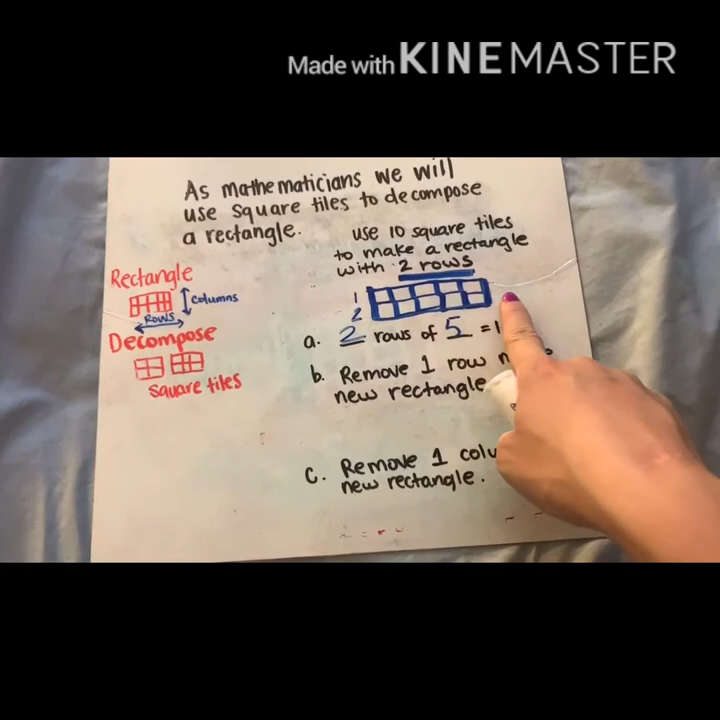 Made with KINEMASTER
As mathematicians we will
use square tiles to decompose
a rectangle.
use 10 square tiles
to make a rectangle
with 2 rows
Rectangle
columns
Rows
Decompose
square tiles
1
2
a. 2 rows of 5 =
b. Remove 1 row
new rectangle
c. Remove 1
new rectangle.